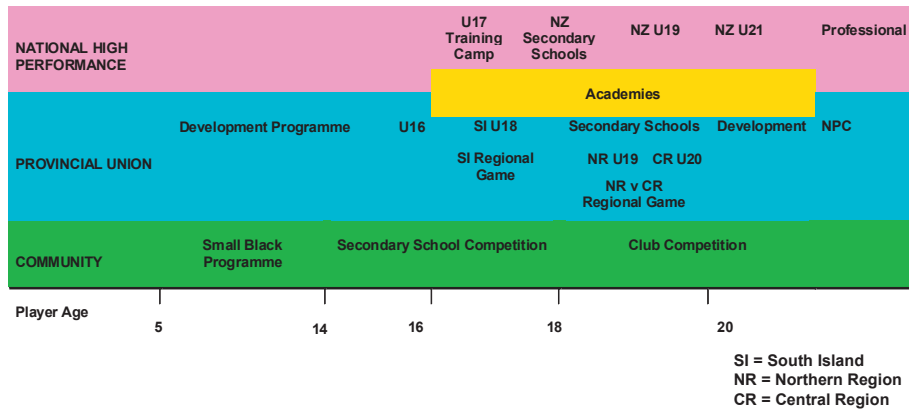 U17
Training
Camp
NZ
Secondary
Schools
NZ U19
NZ U21
Professional
NATIONAL HIGH
PERFORMANCE
Academies
Development Programme
U16
SI U18
Secondary Schools
Development
NPC
PROVINCIAL UNION
SI Regional
Game
NR U19
CR U20
NR v CR
Regional Game
Small Black
Programme
Secondary School Competition
Club Competition
COMMUNITY
Player Age
5
14
16
18
20
SI = South Island
NR = Northern Region
CR = Central Region